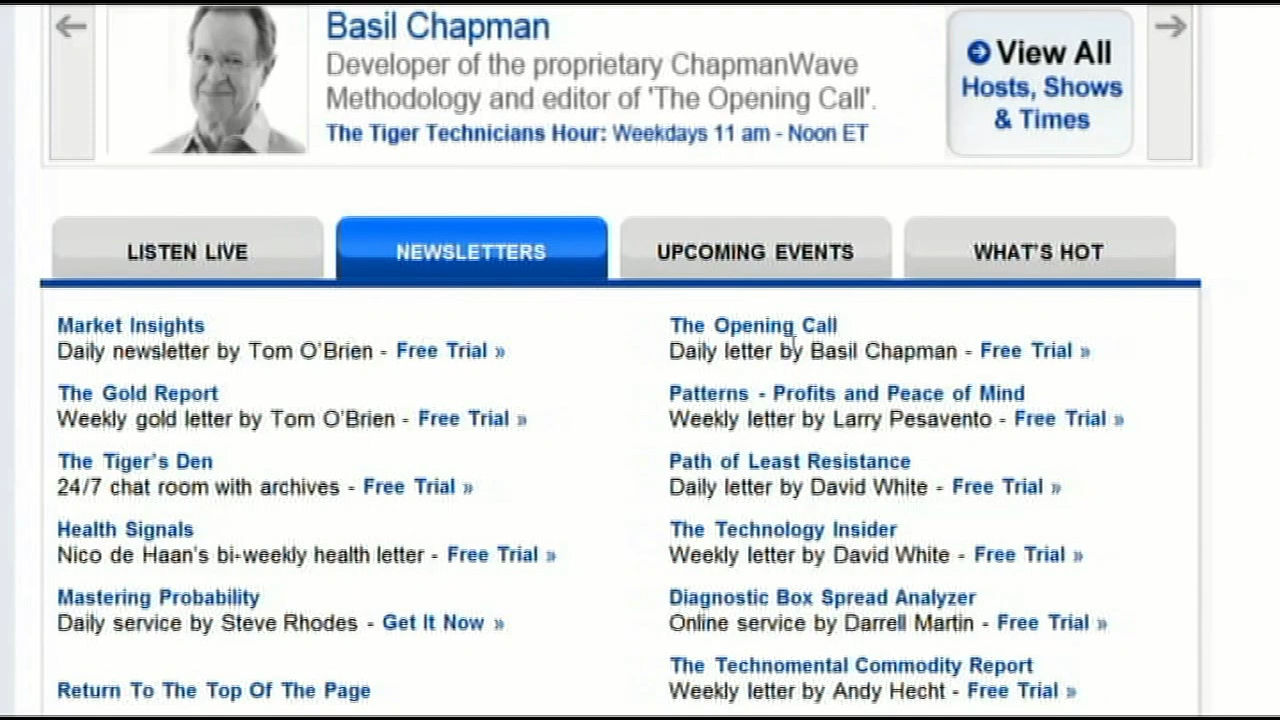 Basil Chapman
Developer of the proprietary ChapmanWave
Methodology and editor of 'The Opening Call'.
The Tiger Technicians Hour: Weekdays 11 am - Noon ET
View All
Hosts, Shows
& Times
LISTEN LIVE
NEWSLETTERS
UPCOMING EVENTS
WHAT'S HOT
Market Insights
Daily newsletter by Tom O'Brien - Free Trial »
The Gold Report
Weekly gold letter by Tom O'Brien - Free Trial »
The Tiger's Den
24/7 chat room with archives - Free Trial »
Health Signals
Nico de Haan's bi-weekly health letter - Free Trial »
Mastering Probability
Daily service by Steve Rhodes - Get It Now »
Return To The Top Of The Page
The Opening Call
Daily letter by Basil Chapman - Free Trial »
Patterns - Profits and Peace of Mind
Weekly letter by Larry Pesavento - Free Trial »
Path of Least Resistance
Daily letter by David White - Free Trial »
The Technology Insider
Weekly letter by David White - Free Trial »
Diagnostic Box Spread Analyzer
Online service by Darrell Martin - Free Trial »
The Technomental Commodity Report
Weekly letter by Andy Hecht - Free Trial »